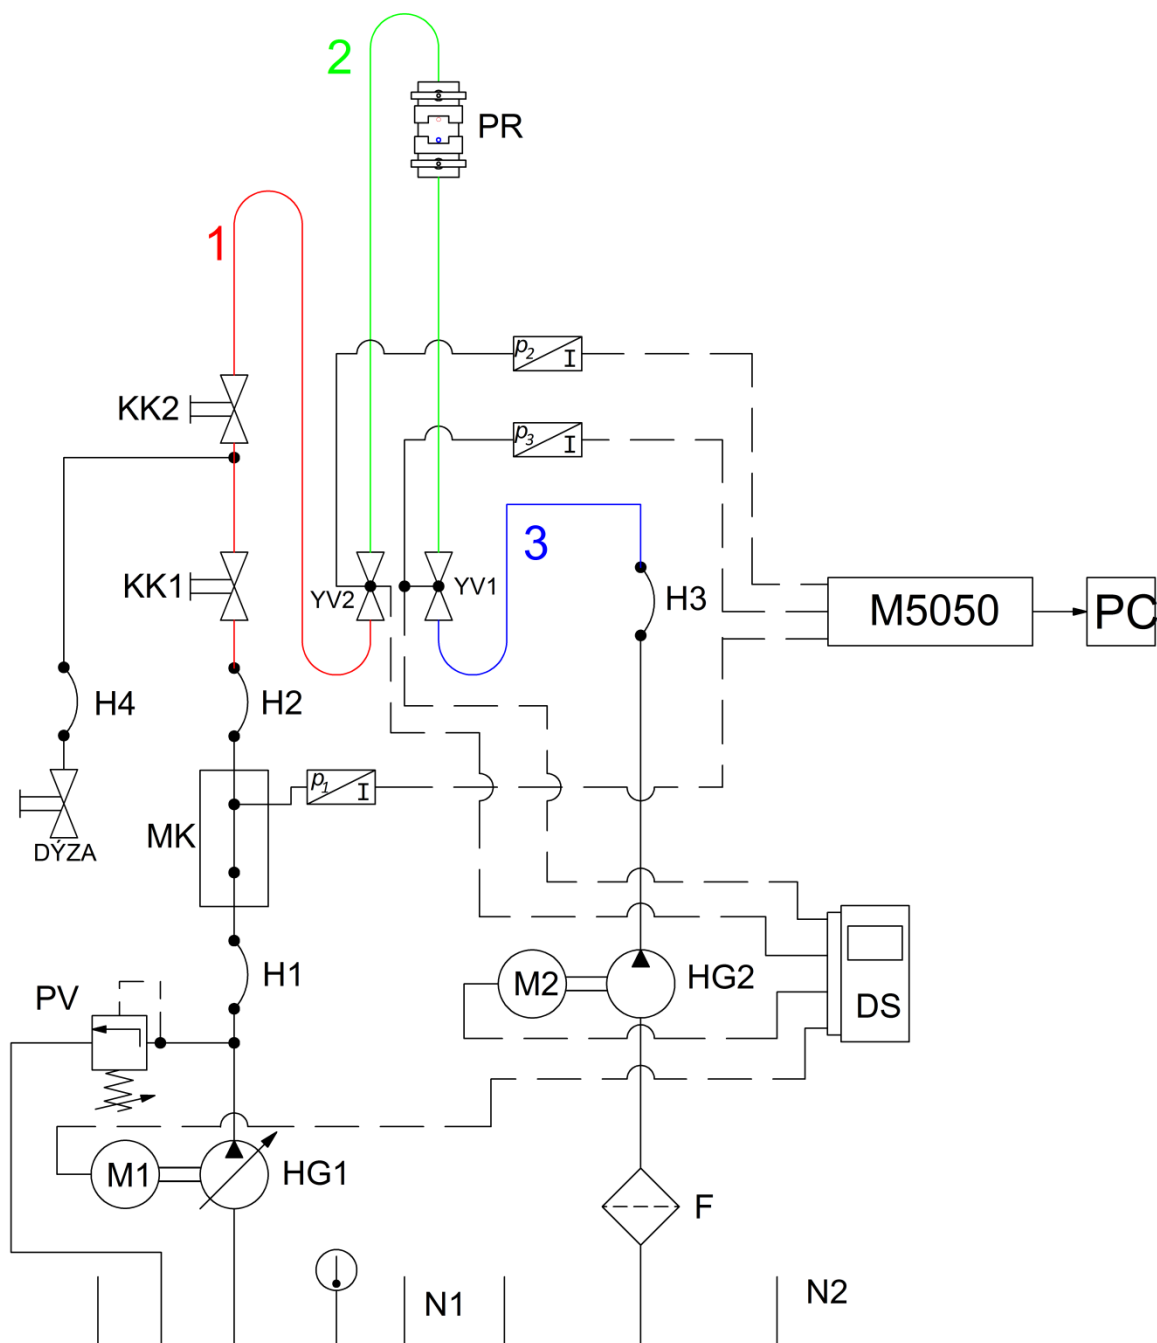 2
PR
1
p2
I
KK2
p3
I
3
KK1
YV2
YV1
H3
M5050
PC
H4
H2
p1
I
MK
DÝZA
H1
M2
HG2
DS
PV
M1
HG1
F
N1
N2